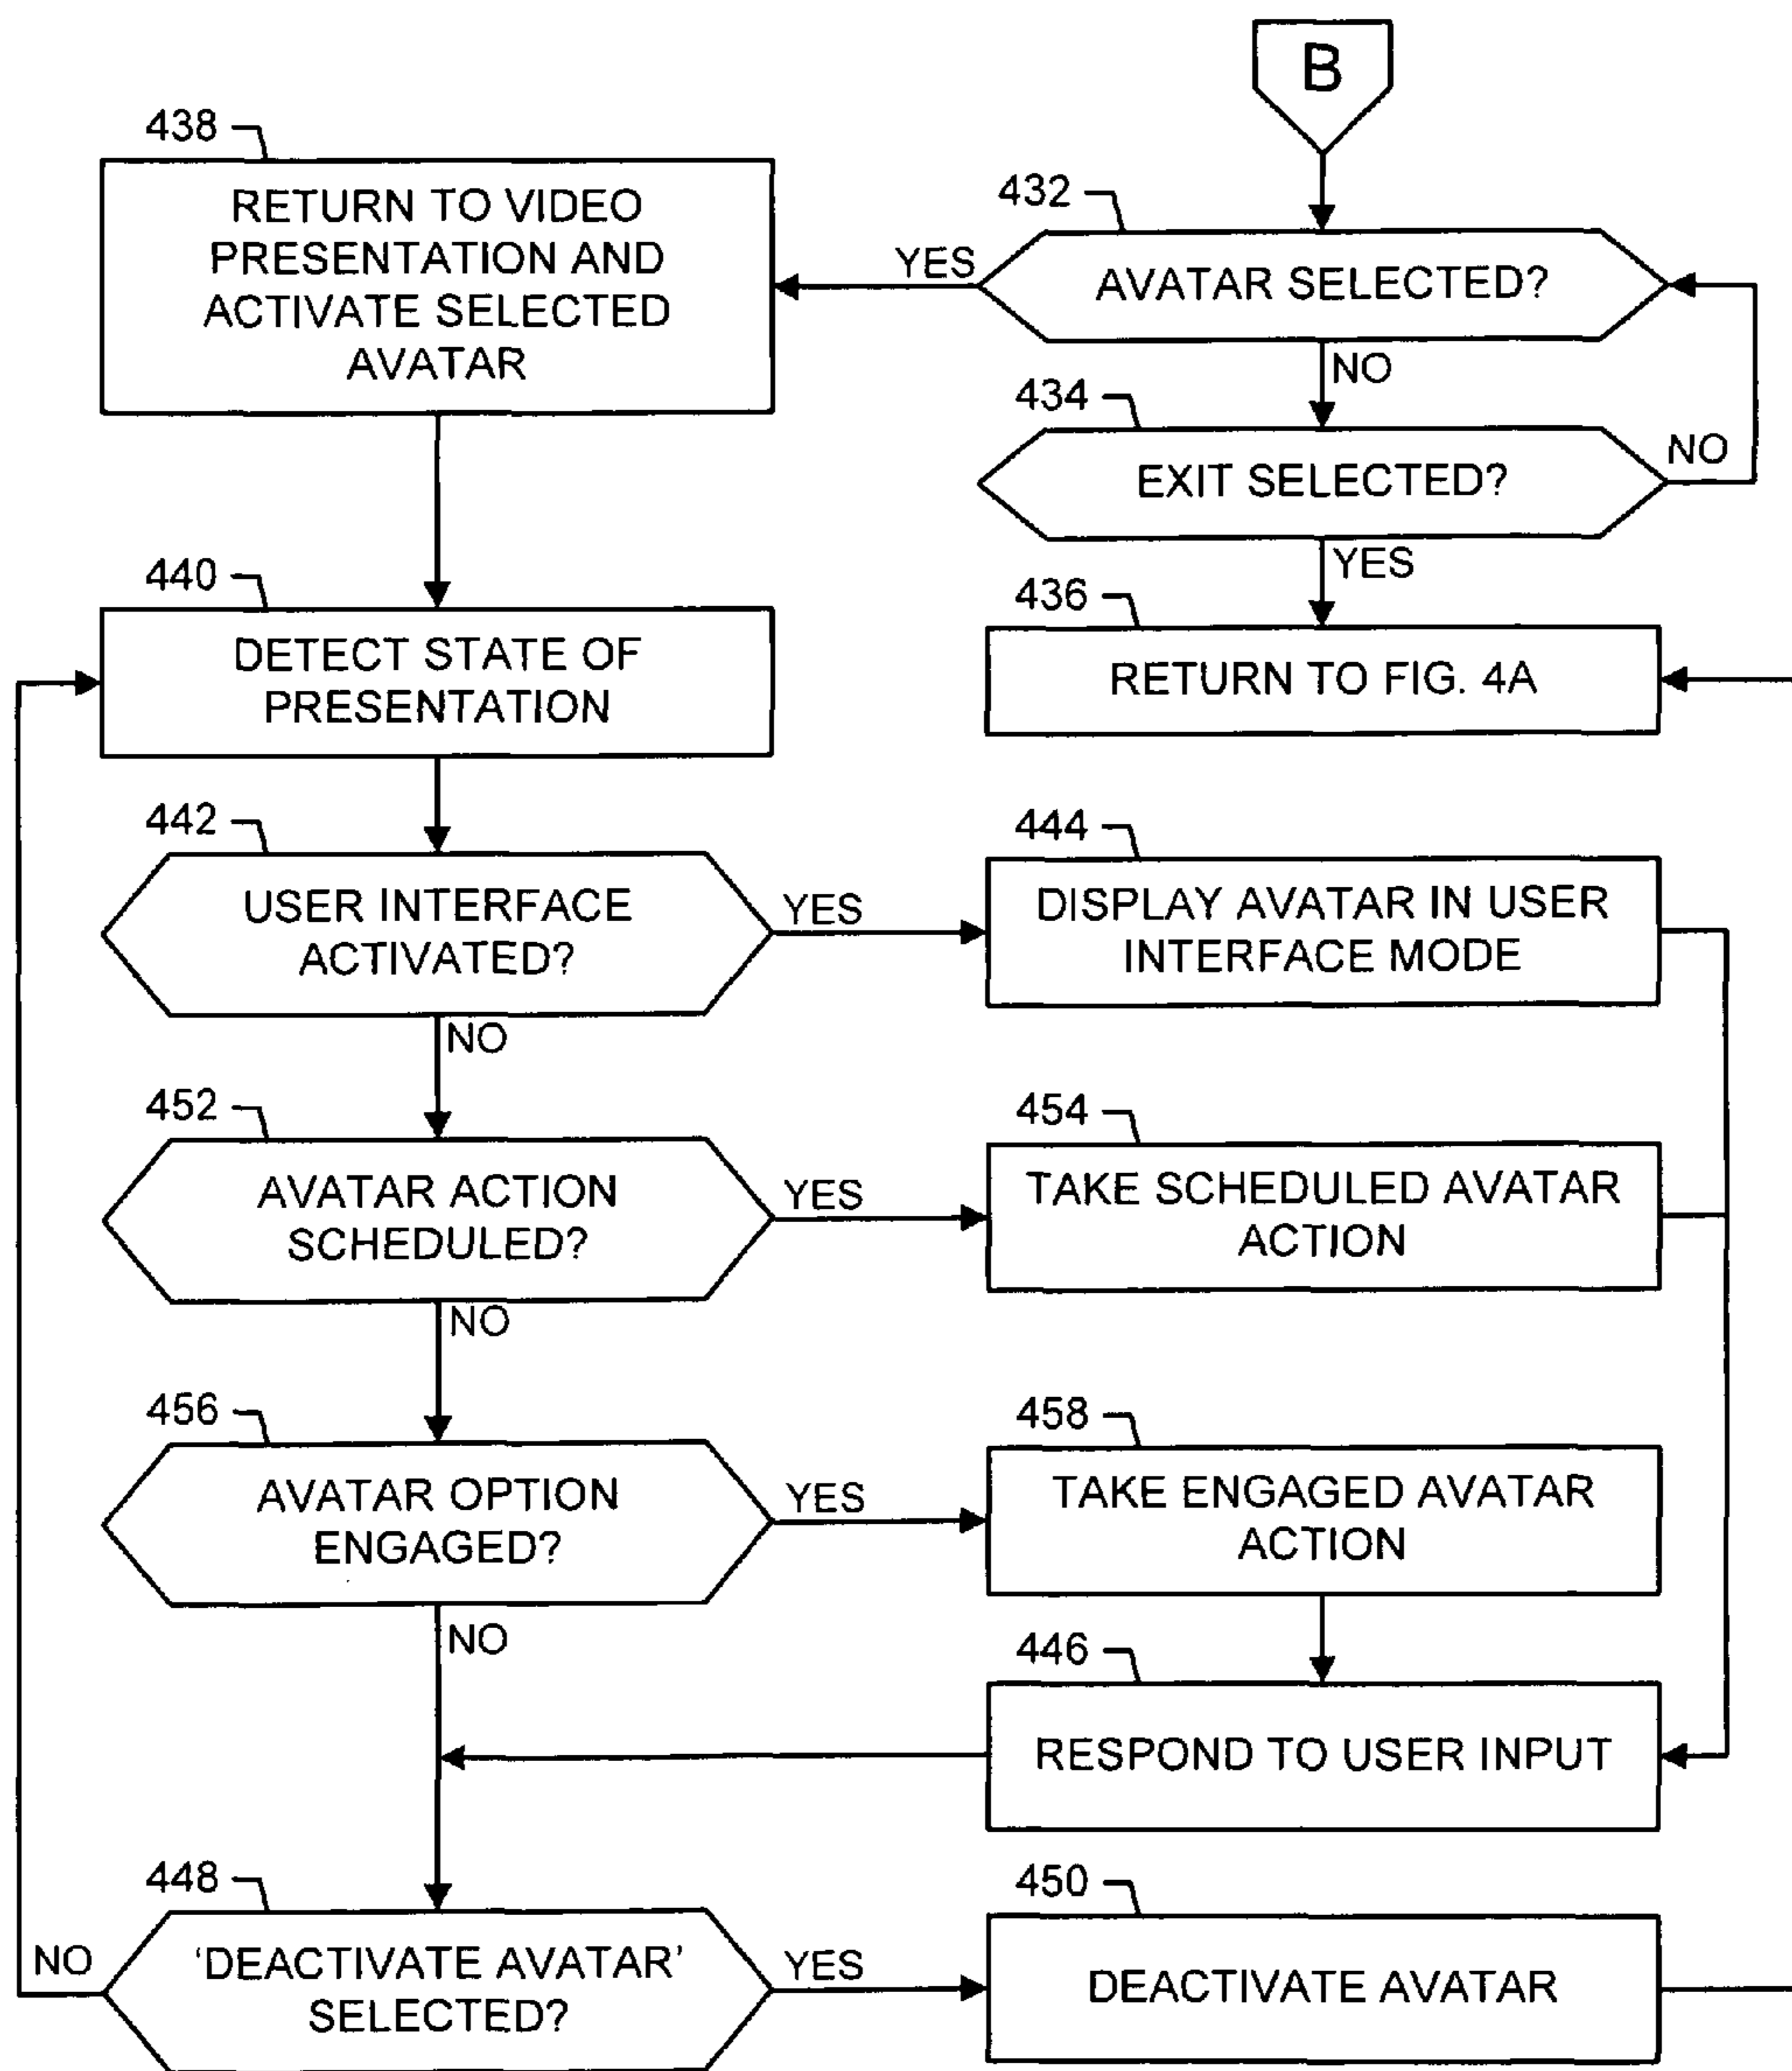 B
438
RETURN TO VIDEO
PRESENTATION AND
ACTIVATE SELECTED
AVATAR
432
AVATAR SELECTED?
YES
NO
434
EXIT SELECTED?
NO
YES
436
RETURN TO FIG. 4A
440
DETECT STATE OF
PRESENTATION
442
USER INTERFACE
ACTIVATED?
YES
NO
444
DISPLAY AVATAR IN USER
INTERFACE MODE
452
AVATAR ACTION
SCHEDULED?
YES
NO
454
TAKE SCHEDULED AVATAR
ACTION
456
AVATAR OPTION
ENGAGED?
YES
NO
458
TAKE ENGAGED AVATAR
ACTION
446
RESPOND TO USER INPUT
448
‘DEACTIVATE AVATAR’
SELECTED?
NO
YES
450
DEACTIVATE AVATAR